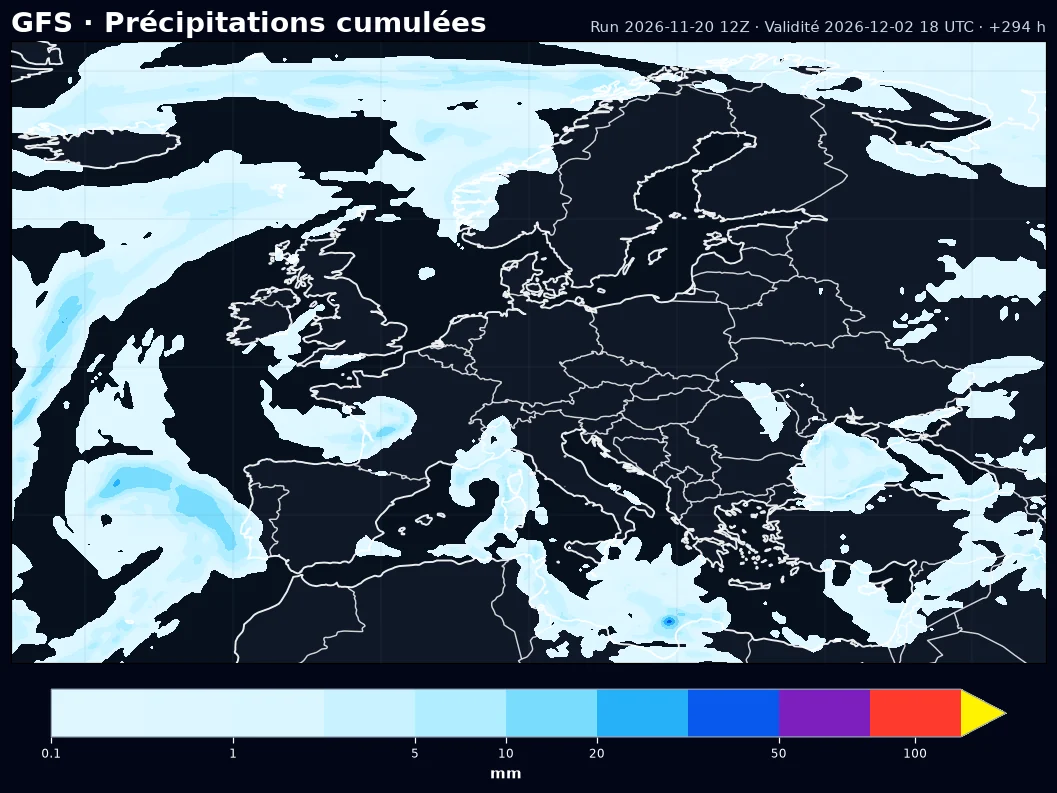 GFS · Précipitations cumulées
Run 2026-11-20 12Z · Validité 2026-12-02 18 UTC · +294 h
0.1 1 5 10 20 50 100
mm